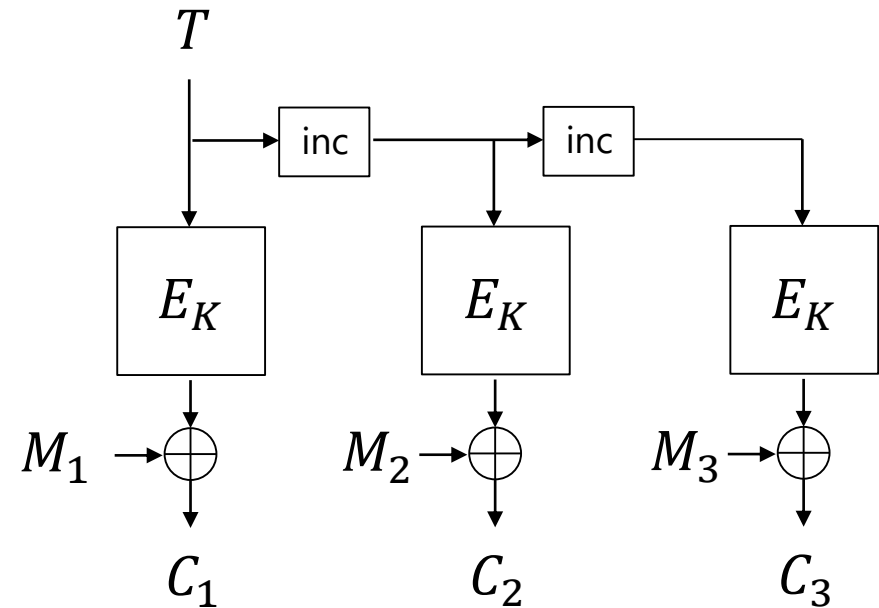 T
inc inc
E_K E_K E_K
M_1 M_2 M_3
C_1 C_2 C_3